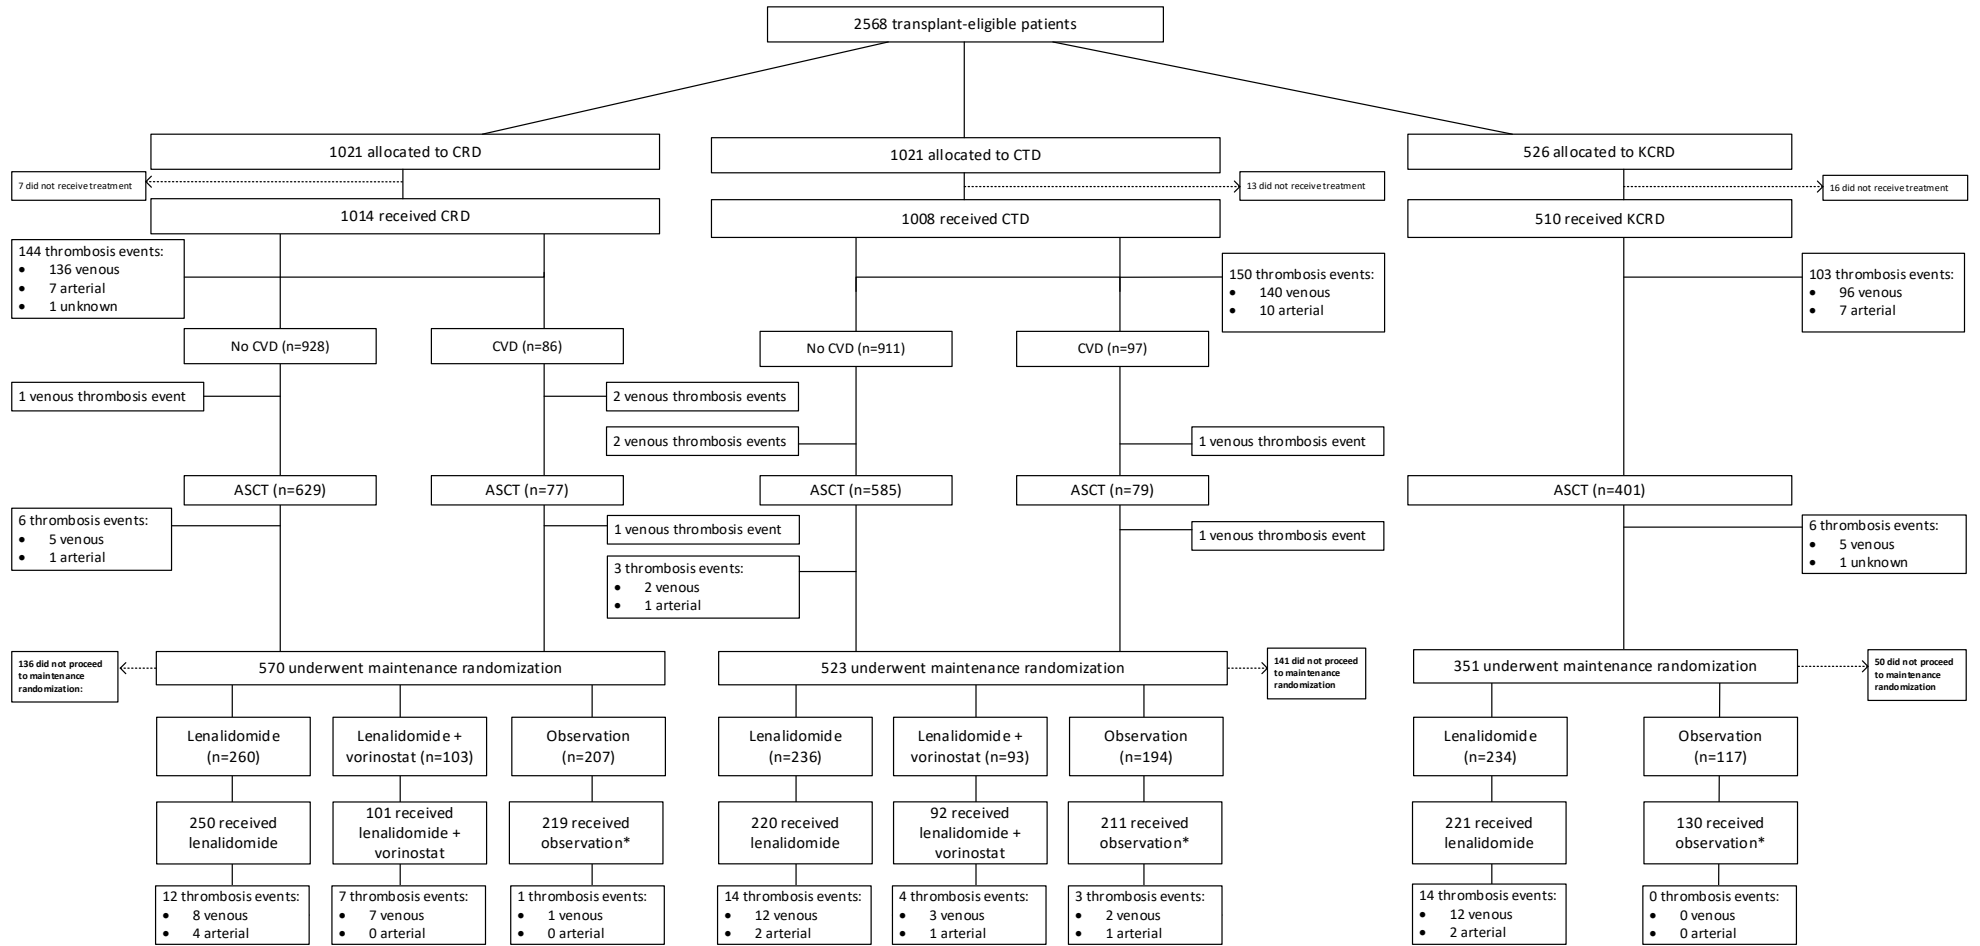 2568 transplant-eligible patients
1021 allocated to CRD
1021 allocated to CTD
526 allocated to KCRD
7 did not receive treatment
13 did not receive treatment
16 did not receive treatment
1014 received CRD
1008 received CTD
510 received KCRD
144 thrombosis events:
• 136 venous
• 7 arterial
• 1 unknown
150 thrombosis events:
• 140 venous
• 10 arterial
103 thrombosis events:
• 96 venous
• 7 arterial
No CVD (n=928)
CVD (n=86)
No CVD (n=911)
CVD (n=97)
1 venous thrombosis event
2 venous thrombosis events
2 venous thrombosis events
1 venous thrombosis event
ASCT (n=629)
ASCT (n=77)
ASCT (n=585)
ASCT (n=79)
ASCT (n=401)
6 thrombosis events:
• 5 venous
• 1 arterial
1 venous thrombosis event
3 thrombosis events:
• 2 venous
• 1 arterial
1 venous thrombosis event
6 thrombosis events:
• 5 venous
• 1 unknown
136 did not proceed
to maintenance
randomization:
570 underwent maintenance randomization
523 underwent maintenance randomization
141 did not proceed
to maintenance
randomization
351 underwent maintenance randomization
50 did not proceed
to maintenance
randomization
Lenalidomide
(n=260)
Lenalidomide +
vorinostat (n=103)
Observation
(n=207)
Lenalidomide
(n=236)
Lenalidomide +
vorinostat (n=93)
Observation
(n=194)
Lenalidomide
(n=234)
Observation
(n=117)
250 received
lenalidomide
101 received
lenalidomide +
vorinostat
219 received
observation*
220 received
lenalidomide
92 received
lenalidomide +
vorinostat
211 received
observation*
221 received
lenalidomide
130 received
observation*
12 thrombosis events:
• 8 venous
• 4 arterial
7 thrombosis events:
• 7 venous
• 0 arterial
1 thrombosis events:
• 1 venous
• 0 arterial
14 thrombosis events:
• 12 venous
• 2 arterial
4 thrombosis events:
• 3 venous
• 1 arterial
3 thrombosis events:
• 2 venous
• 1 arterial
14 thrombosis events:
• 12 venous
• 2 arterial
0 thrombosis events:
• 0 venous
• 0 arterial